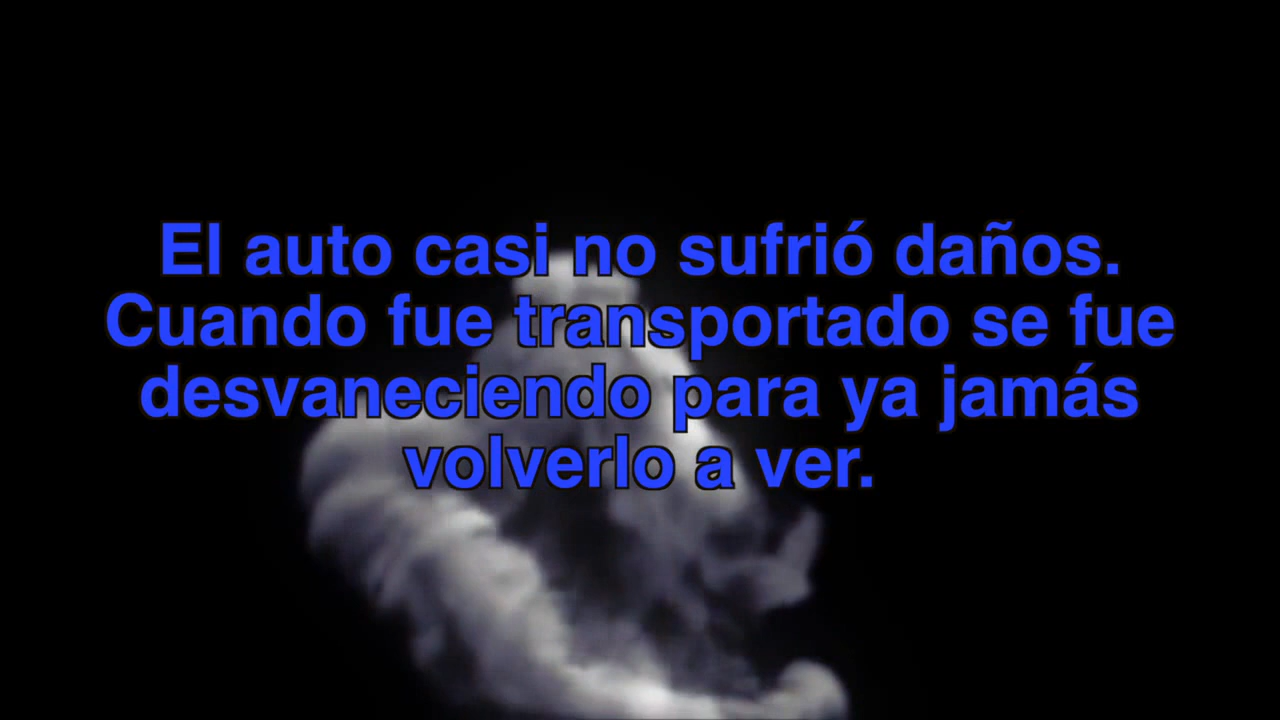 El auto casi no sufrió daños.
Cuando fue transportado se fue
desvaneciendo para ya jamás
volverlo a ver.